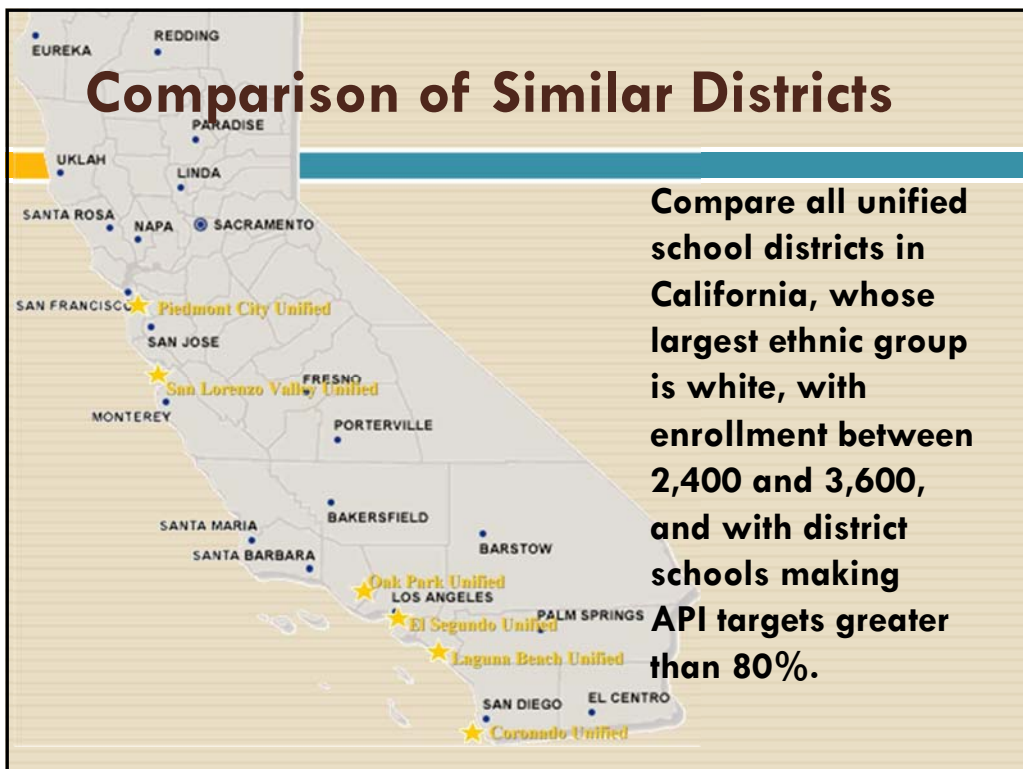 EUREKA
REDDING
Comparison of Similar Districts
PARADISE
UKLAH
LINDA
SANTA ROSA
NAPA
SACRAMENTO
SAN FRANCISCO
Piedmont City Unified
SAN JOSE
FRESNO
San Lorenzo Valley Unified
MONTEREY
PORTERVILLE
SANTA MARIA
BAKERSFIELD
SANTA BARBARA
BARSTOW
Oak Park Unified
LOS ANGELES
PALM SPRINGS
El Segundo Unified
Laguna Beach Unified
SAN DIEGO
EL CENTRO
Coronado Unified
Compare all unified
school districts in
California, whose
largest ethnic group
is white, with
enrollment between
2,400 and 3,600,
and with district
schools making
API targets greater
than 80%.